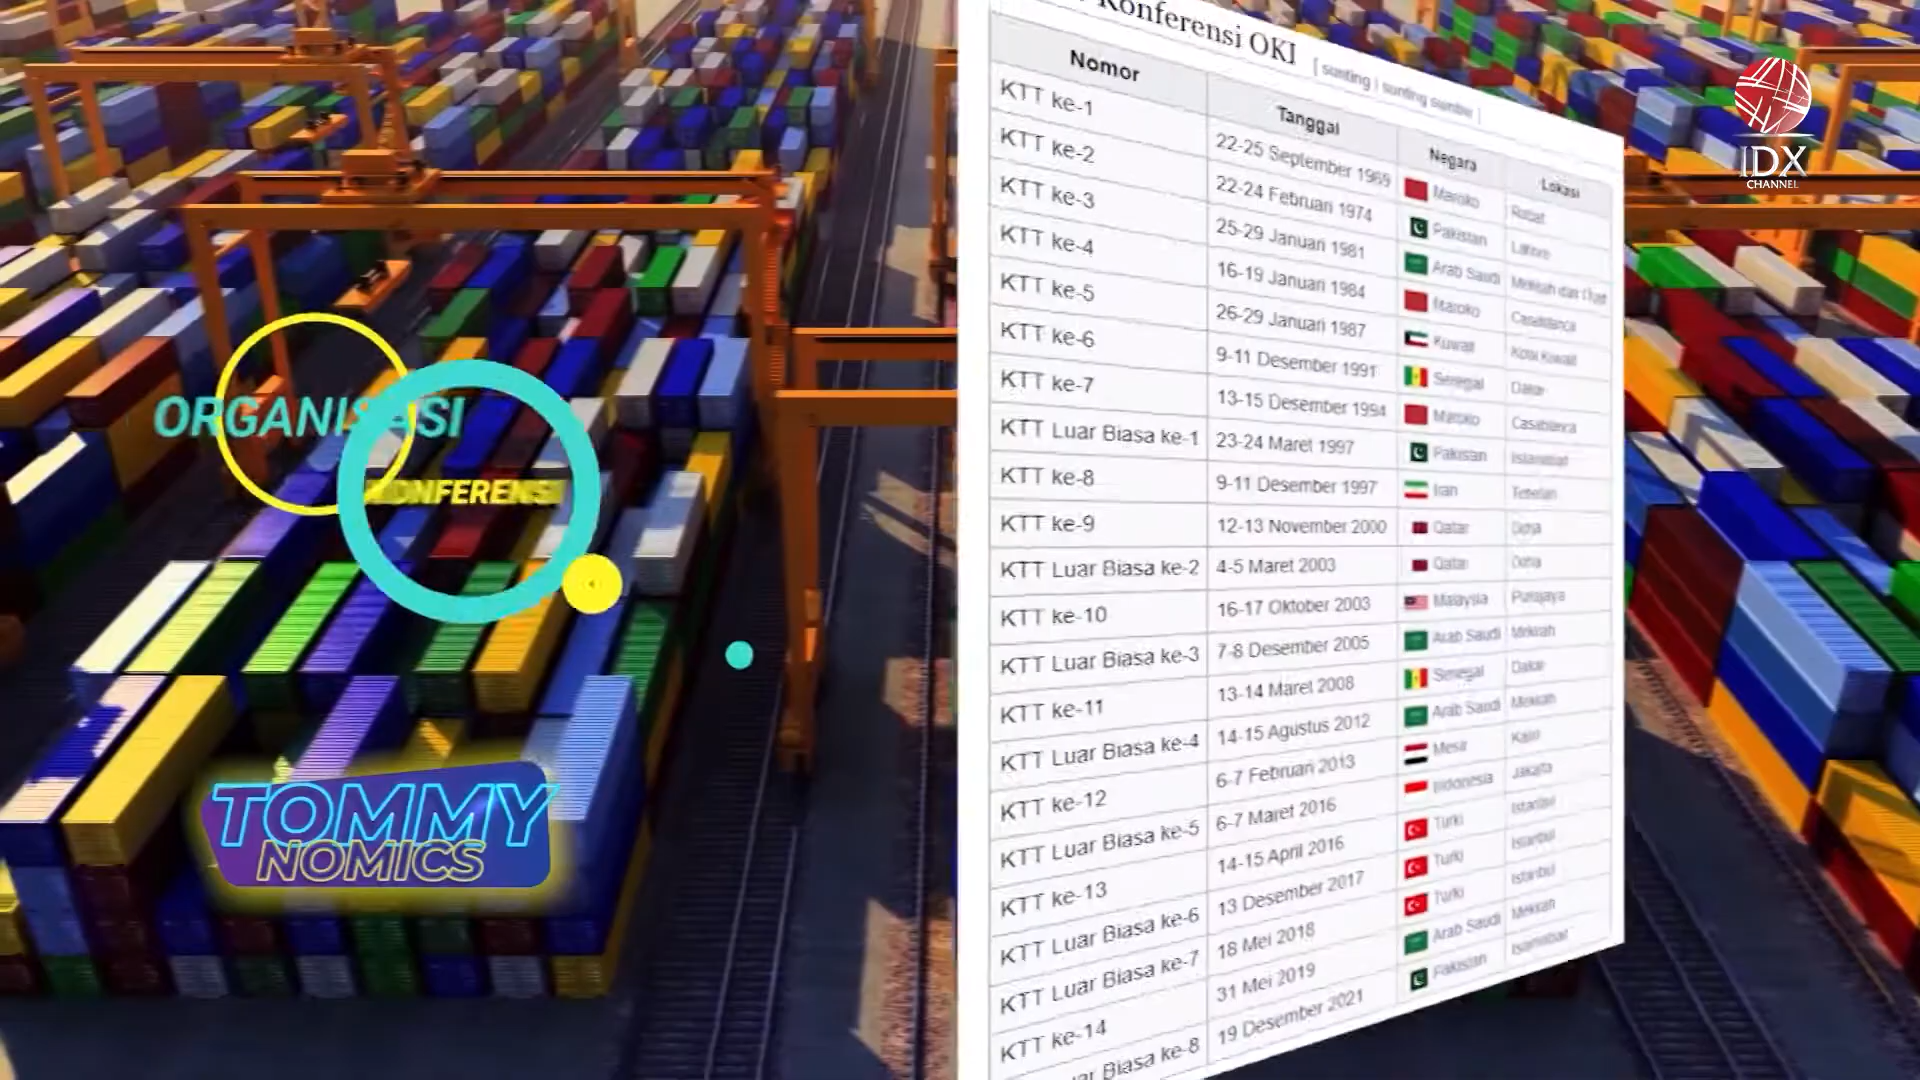 Konferensi OKI [ sunting | sunting sumber ]
Nomor Tanggal Negara Lokasi
KTT ke-1 22-25 September 1969 Maroko Rabat
KTT ke-2 22-24 Februari 1974 Pakistan Lahore
KTT ke-3 25-29 Januari 1981 Arab Saudi Mekkah dan
KTT ke-4 16-19 Januari 1984 Maroko Casablanca
KTT ke-5 26-29 Januari 1987 Kuwait Kota Kuwait
KTT ke-6 9-11 Desember 1991 Senegal Dakar
KTT ke-7 13-15 Desember 1994 Maroko Casablanca
KTT Luar Biasa ke-1 23-24 Maret 1997 Pakistan Islamabad
KTT ke-8 9-11 Desember 1997 Iran Teheran
KTT ke-9 12-13 November 2000 Qatar Doha
KTT Luar Biasa ke-2 4-5 Maret 2003 Qatar Doha
KTT ke-10 16-17 Oktober 2003 Malaysia Putrajaya
KTT Luar Biasa ke-3 7-8 Desember 2005 Arab Saudi Mekkah
KTT ke-11 13-14 Maret 2008 Senegal Dakar
KTT Luar Biasa ke-4 14-15 Agustus 2012 Arab Saudi Mekkah
KTT ke-12 6-7 Februari 2013 Mesir Kairo
KTT Luar Biasa ke-5 6-7 Maret 2016 Indonesia Jakarta
KTT ke-13 14-15 April 2016 Turki Istanbul
KTT Luar Biasa ke-6 13 Desember 2017 Turki Istanbul
KTT Luar Biasa ke-7 18 Mei 2018 Turki Istanbul
KTT ke-14 31 Mei 2019 Arab Saudi Mekkah
Biasa ke-8 19 Desember 2021 Pakistan Islamabad
IDX
CHANNEL
ORGANISASI
KONFERENSI
TOMMY
NOMICS